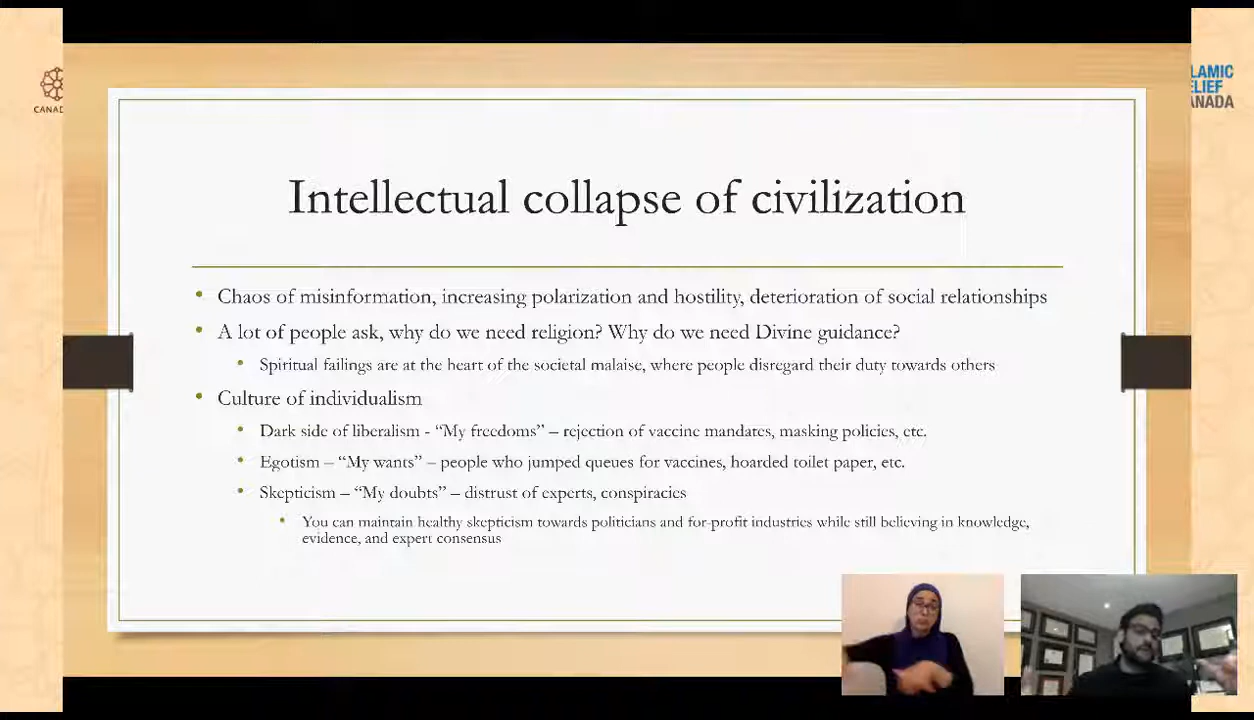 CANAD
LAMIC
ELIEF
ANADA
Intellectual collapse of civilization
• Chaos of misinformation, increasing polarization and hostility, deterioration of social relationships
• A lot of people ask, why do we need religion? Why do we need Divine guidance?
• Spiritual failings are at the heart of the societal malaise, where people disregard their duty towards others
• Culture of individualism
• Dark side of liberalism - “My freedoms” – rejection of vaccine mandates, masking policies, etc.
• Egotism – “My wants” – people who jumped queues for vaccines, hoarded toilet paper, etc.
• Skepticism – “My doubts” – distrust of experts, conspiracies
• You can maintain healthy skepticism towards politicians and for-profit industries while still believing in knowledge,
evidence, and expert consensus